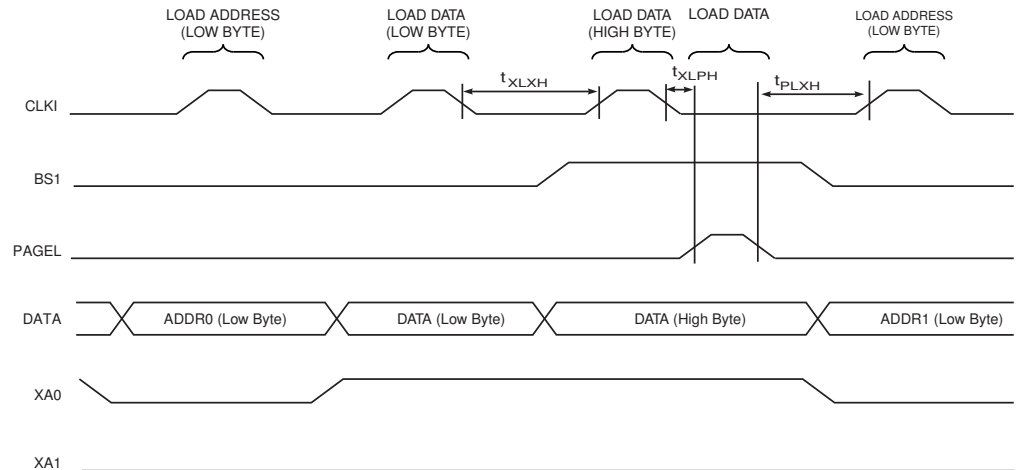 LOAD ADDRESS
(LOW BYTE)
LOAD DATA
(LOW BYTE)
LOAD DATA
(HIGH BYTE)
LOAD DATA
LOAD ADDRESS
(LOW BYTE)
tXLXH
tXLPH
tPLXH
CLKI
BS1
PAGEL
DATA
ADDR0 (Low Byte)
DATA (Low Byte)
DATA (High Byte)
ADDR1 (Low Byte)
XA0
XA1